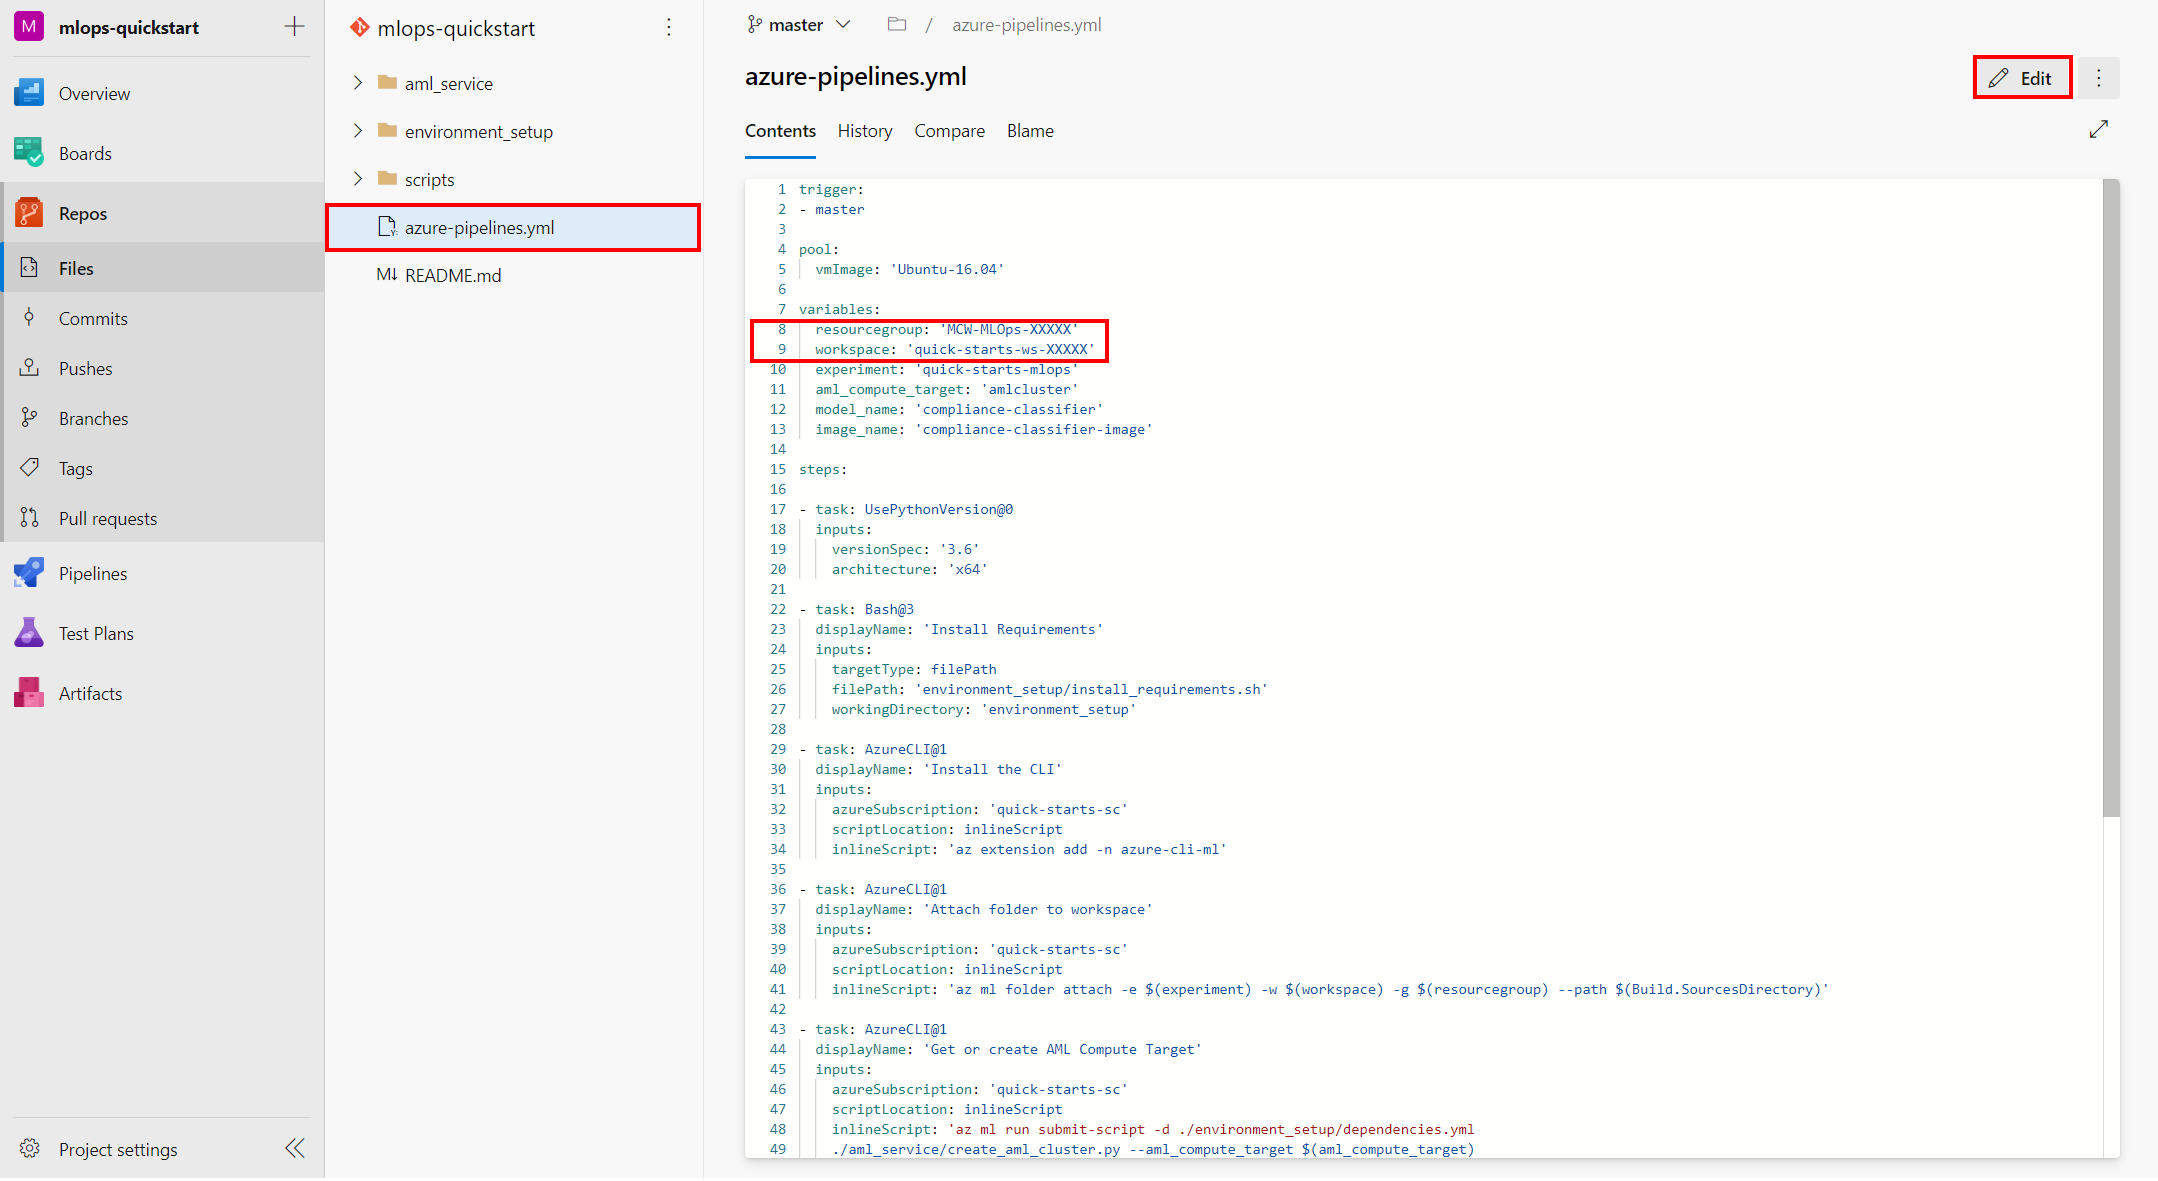 M mlops-quickstart
Overview
Boards
Repos
Files
Commits
Pushes
Branches
Tags
Pull requests
Pipelines
Test Plans
Artifacts
Project settings
mlops-quickstart
aml_service
environment_setup
scripts
azure-pipelines.yml
README.md
master / azure-pipelines.yml
azure-pipelines.yml
Edit
Contents History Compare Blame
1 trigger:
2 - master
3
4 pool:
5 vmImage: 'Ubuntu-16.04'
6
7 variables:
8 resourcegroup: 'MCW-MLOps-XXXXX'
9 workspace: 'quick-starts-ws-XXXXX'
10 experiment: 'quick-starts-mlops'
11 aml_compute_target: 'amlcluster'
12 model_name: 'compliance-classifier'
13 image_name: 'compliance-classifier-image'
14
15 steps:
16
17 - task: UsePythonVersion@0
18 inputs:
19 versionSpec: '3.6'
20 architecture: 'x64'
21
22 - task: Bash@3
23 displayName: 'Install Requirements'
24 inputs:
25 targetType: filePath
26 filePath: 'environment_setup/install_requirements.sh'
27 workingDirectory: 'environment_setup'
28
29 - task: AzureCLI@1
30 displayName: 'Install the CLI'
31 inputs:
32 azureSubscription: 'quick-starts-sc'
33 scriptLocation: inlineScript
34 inlineScript: 'az extension add -n azure-cli-ml'
35
36 - task: AzureCLI@1
37 displayName: 'Attach folder to workspace'
38 inputs:
39 azureSubscription: 'quick-starts-sc'
40 scriptLocation: inlineScript
41 inlineScript: 'az ml folder attach -e $(experiment) -w $(workspace) -g $(resourcegroup) --path $(Build.SourcesDirectory)'
42
43 - task: AzureCLI@1
44 displayName: 'Get or create AML Compute Target'
45 inputs:
46 azureSubscription: 'quick-starts-sc'
47 scriptLocation: inlineScript
48 inlineScript: 'az ml run submit-script -d ./environment_setup/dependencies.yml
49 ./aml_service/create_aml_cluster.py --aml_compute_target $(aml_compute_target)